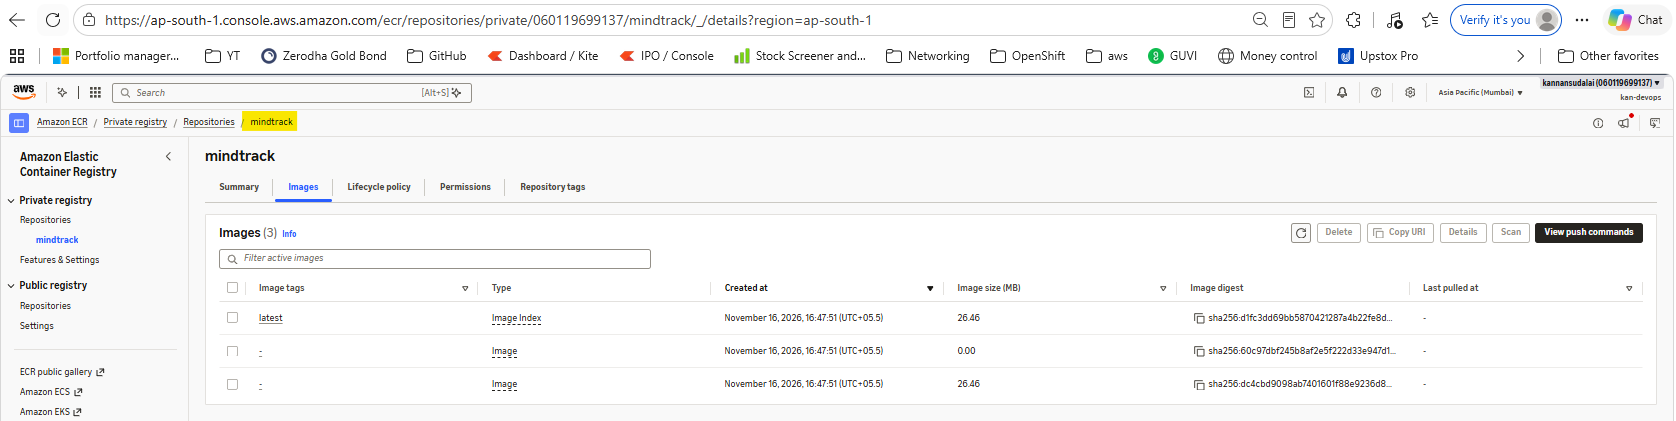 https://ap-south-1.console.aws.amazon.com/ecr/repositories/private/060119699137/mindtrack/_/details?region=ap-south-1
Verify it's you
Chat
Portfolio manager...
YT
Zerodha Gold Bond
GitHub
Dashboard / Kite
IPO / Console
Stock Screener and...
Networking
OpenShift
aws
GUVI
Money control
Upstox Pro
Other favorites
aws
Search
[Alt+S]
Asia Pacific (Mumbai)
kannansudalai (060119699137)
kan-devops
Amazon ECR / Private registry / Repositories / mindtrack
Amazon Elastic
Container Registry
Private registry
Repositories
mindtrack
Features & Settings
Public registry
Repositories
Settings
ECR public gallery
Amazon ECS
Amazon EKS
mindtrack
Summary
Images
Lifecycle policy
Permissions
Repository tags
Images (3) Info
Delete
Copy URI
Details
Scan
View push commands
Filter active images
Image tags Type Created at Image size (MB) Image digest Last pulled at
latest Image Index November 16, 2026, 16:47:51 (UTC+05.5) 26.46 sha256:d1fc3dd69bb5870421287a4b22fe8d... -
- Image November 16, 2026, 16:47:51 (UTC+05.5) 0.00 sha256:60c97dbf245b8af2e5f222d33e947d1... -
- Image November 16, 2026, 16:47:51 (UTC+05.5) 26.46 sha256:dc4cbd9098ab7401601f88e9236d8... -